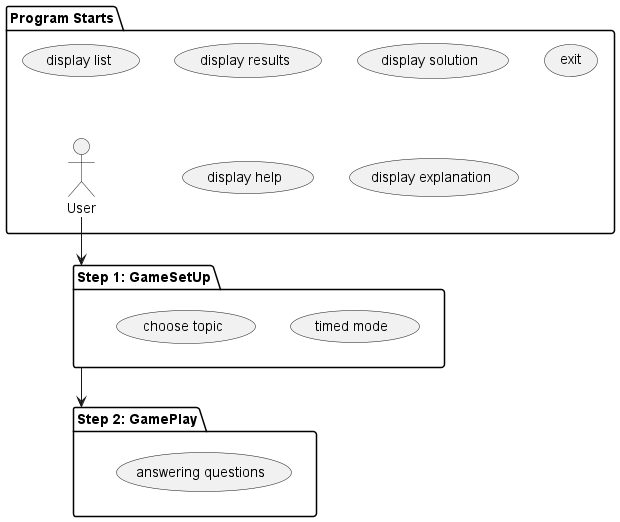 Program Starts
display list
display results
display solution
exit
User
display help
display explanation
Step 1: GameSetUp
choose topic
timed mode
Step 2: GamePlay
answering questions